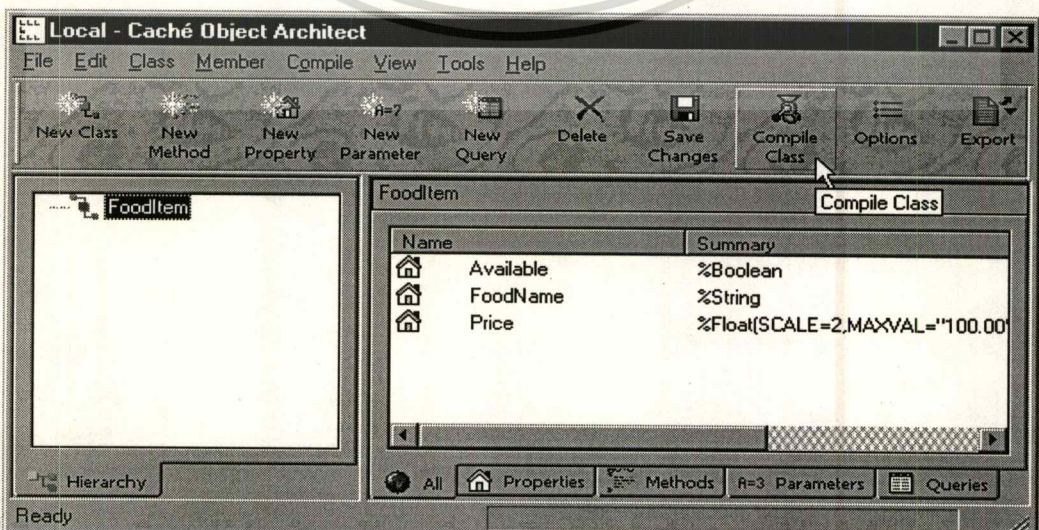 Local - Caché Object Architect
File Edit Class Member Compile View Tools Help
New Class
New Method
New Property
A=? New Parameter
New Query
Delete
Save Changes
Compile Class
Options
Export
FoodItem
FoodItem
Compile Class
Name Summary
Available %Boolean
FoodName %String
Price %Float(SCALE=2,MAXVAL="100.00"
Hierarchy
All Properties Methods A=3 Parameters Queries
Ready